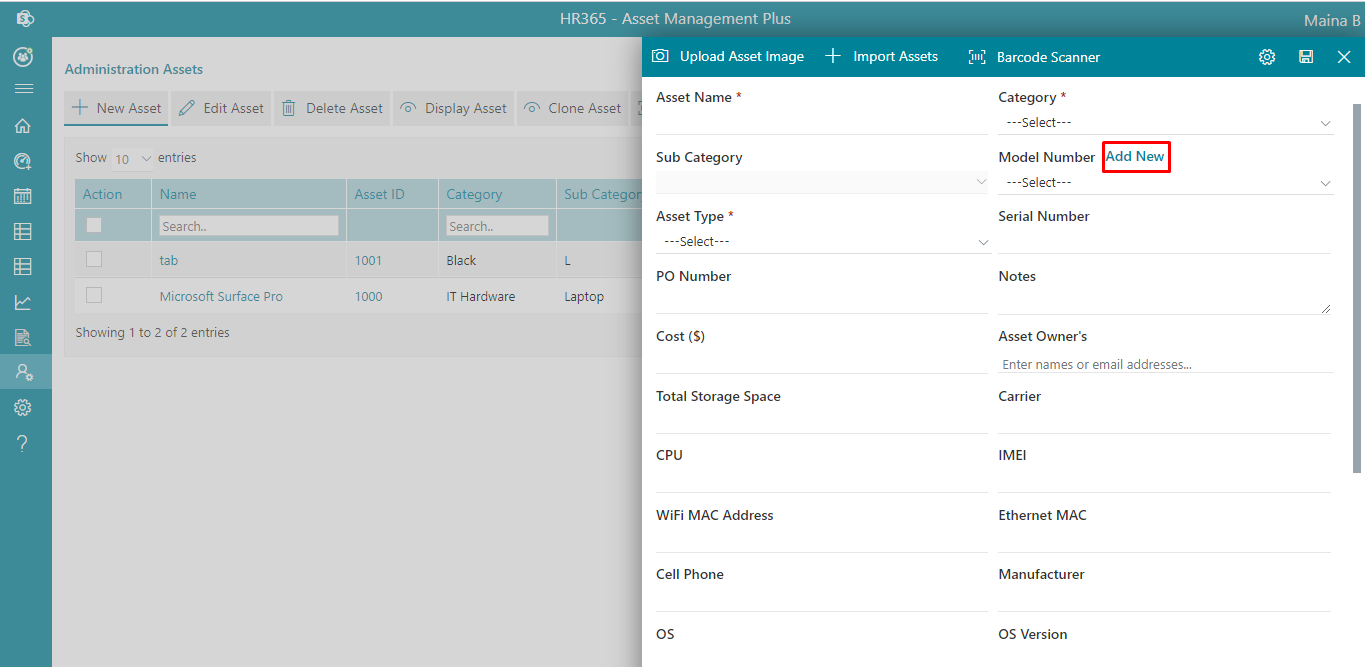 HR365 - Asset Management Plus
Maina B
Upload Asset Image
Import Assets
Barcode Scanner
Administration Assets
New Asset
Edit Asset
Delete Asset
Display Asset
Clone Asset
Show 10 entries
Action
Name
Asset ID
Category
Sub Categor
Search..
Search..
tab
1001
Black
L
Microsoft Surface Pro
1000
IT Hardware
Laptop
Showing 1 to 2 of 2 entries
Asset Name *
Category *
---Select---
Sub Category
Model Number Add New
---Select---
Asset Type *
---Select---
Serial Number
PO Number
Notes
Cost ($)
Asset Owner's
Enter names or email addresses...
Total Storage Space
Carrier
CPU
IMEI
WiFi MAC Address
Ethernet MAC
Cell Phone
Manufacturer
OS
OS Version